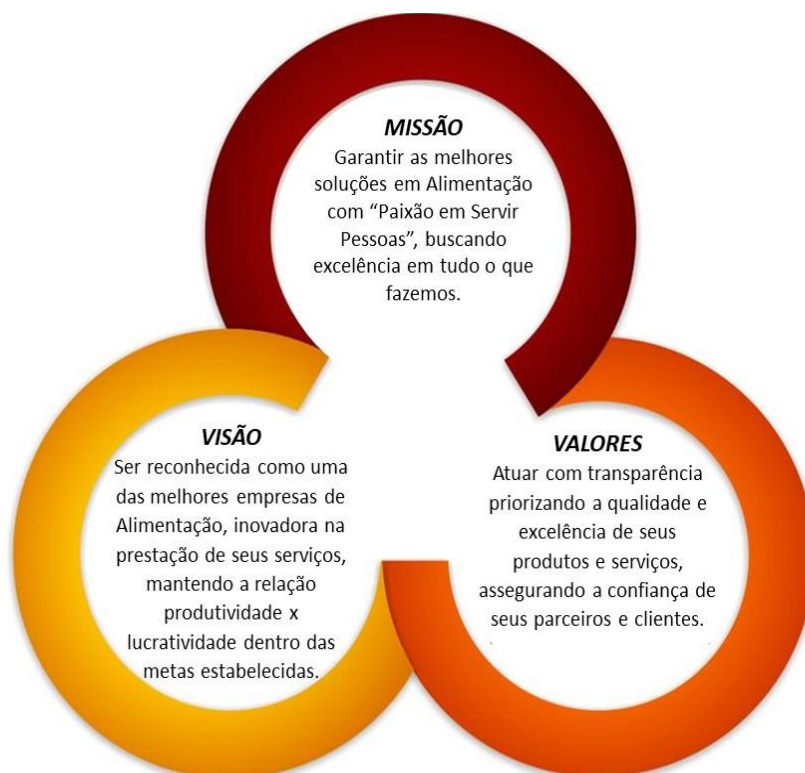 MISSÃO
Garantir as melhores
soluções em Alimentação
com “Paixão em Servir
Pessoas”, buscando
excelência em tudo o que
fazemos.
VISÃO
Ser reconhecida como uma
das melhores empresas de
Alimentação, inovadora na
prestação de seus serviços,
mantendo a relação
produtividade x
lucratividade dentro das
metas estabelecidas.
VALORES
Atuar com transparência
priorizando a qualidade e
excelência de seus
produtos e serviços,
assegurando a confiança de
seus parceiros e clientes.